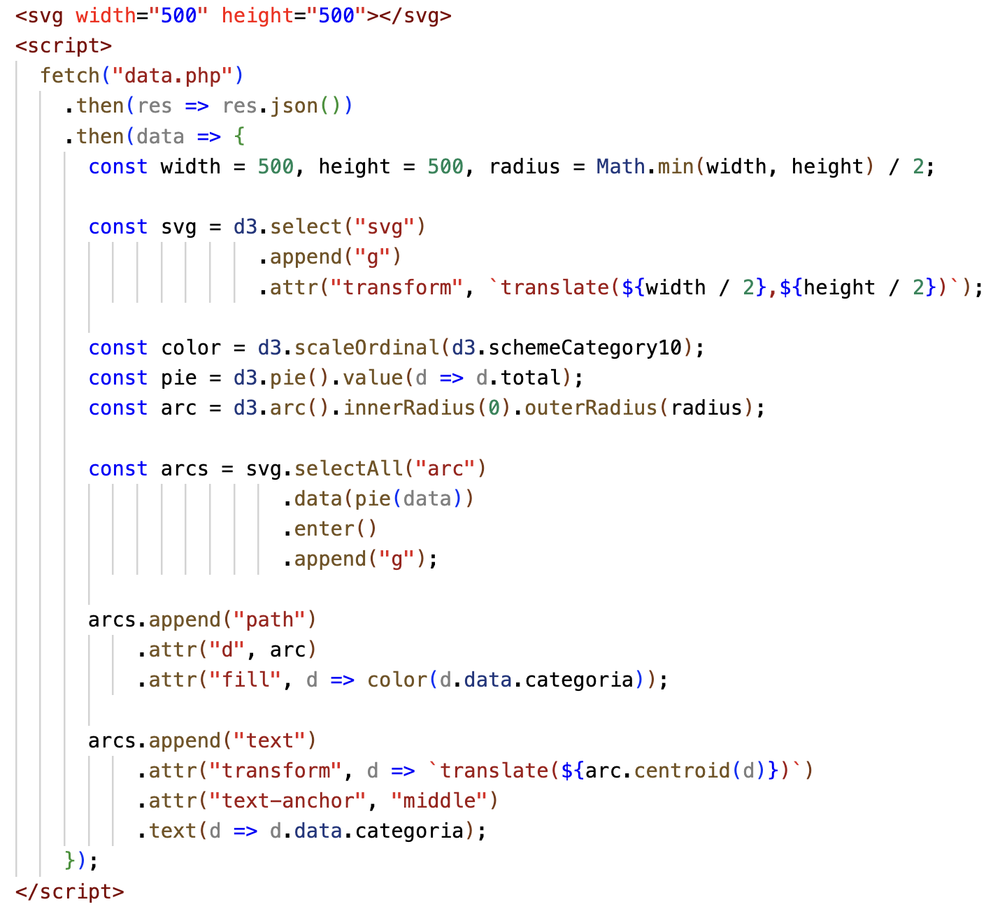 <svg width="500" height="500"></svg>
<script>
  fetch("data.php")
    .then(res => res.json())
    .then(data => {
      const width = 500, height = 500, radius = Math.min(width, height) / 2;

      const svg = d3.select("svg")
                    .append("g")
                    .attr("transform", `translate(${width / 2},${height / 2})`);

      const color = d3.scaleOrdinal(d3.schemeCategory10);
      const pie = d3.pie().value(d => d.total);
      const arc = d3.arc().innerRadius(0).outerRadius(radius);

      const arcs = svg.selectAll("arc")
                      .data(pie(data))
                      .enter()
                      .append("g");

      arcs.append("path")
          .attr("d", arc)
          .attr("fill", d => color(d.data.categoria));

      arcs.append("text")
          .attr("transform", d => `translate(${arc.centroid(d)})`)
          .attr("text-anchor", "middle")
          .text(d => d.data.categoria);
    });
</script>